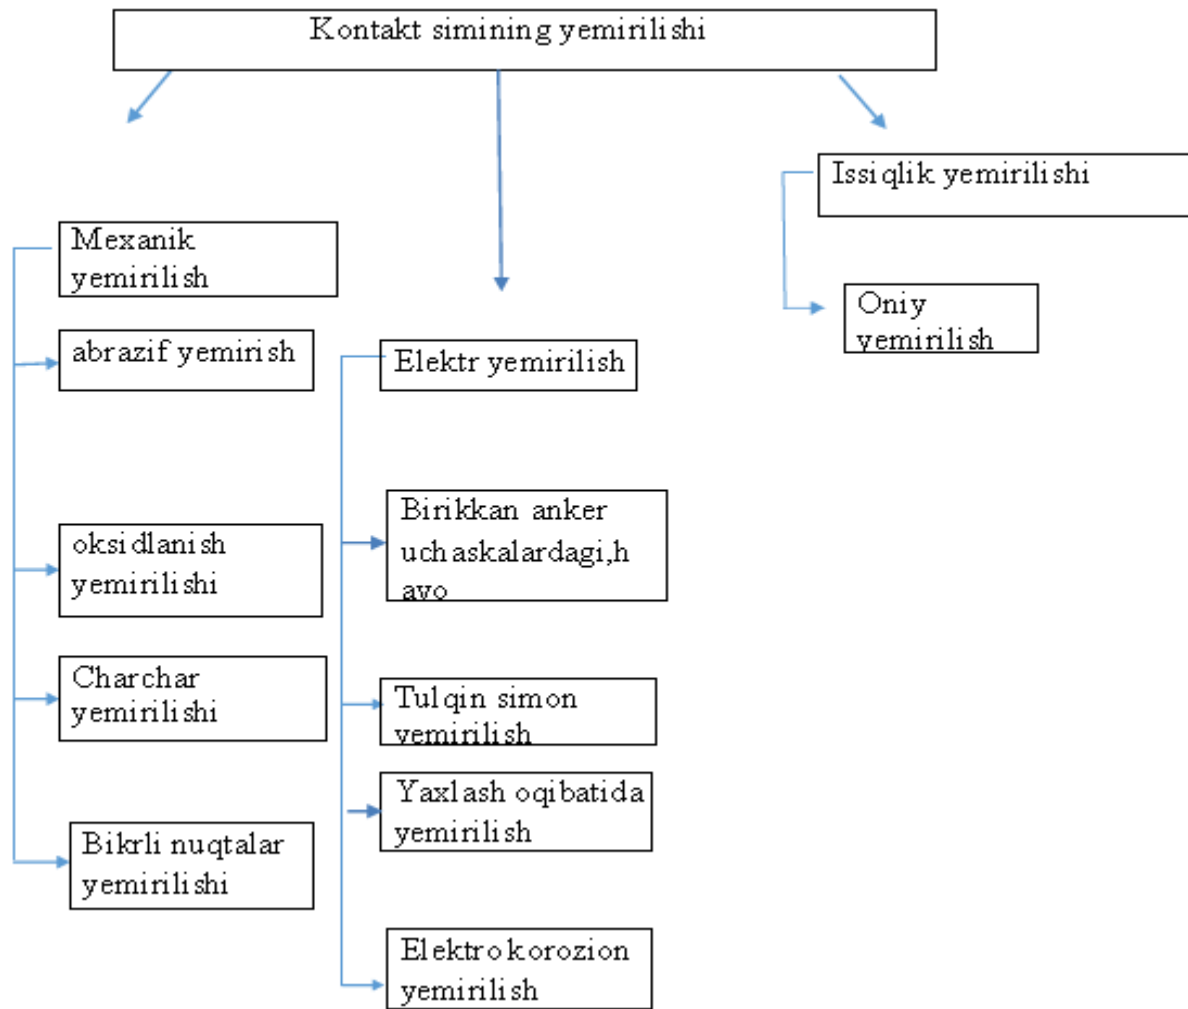 Kontakt simining yemirilishi
Issiqlik yemirilishi
Oniy
yemirilish
Mexanik
yemirilish
abrazif yemirish
oksidlanish
yemirilishi
Charchar
yemirilishi
Bikrli nuqtalar
yemirilishi
Elektr yemirilish
Birikkan anker
uchaskalardagi,h
avo
Tulqin simon
yemirilish
Yaxlash oqibatida
yemirilish
Elektrokorozion
yemirilish